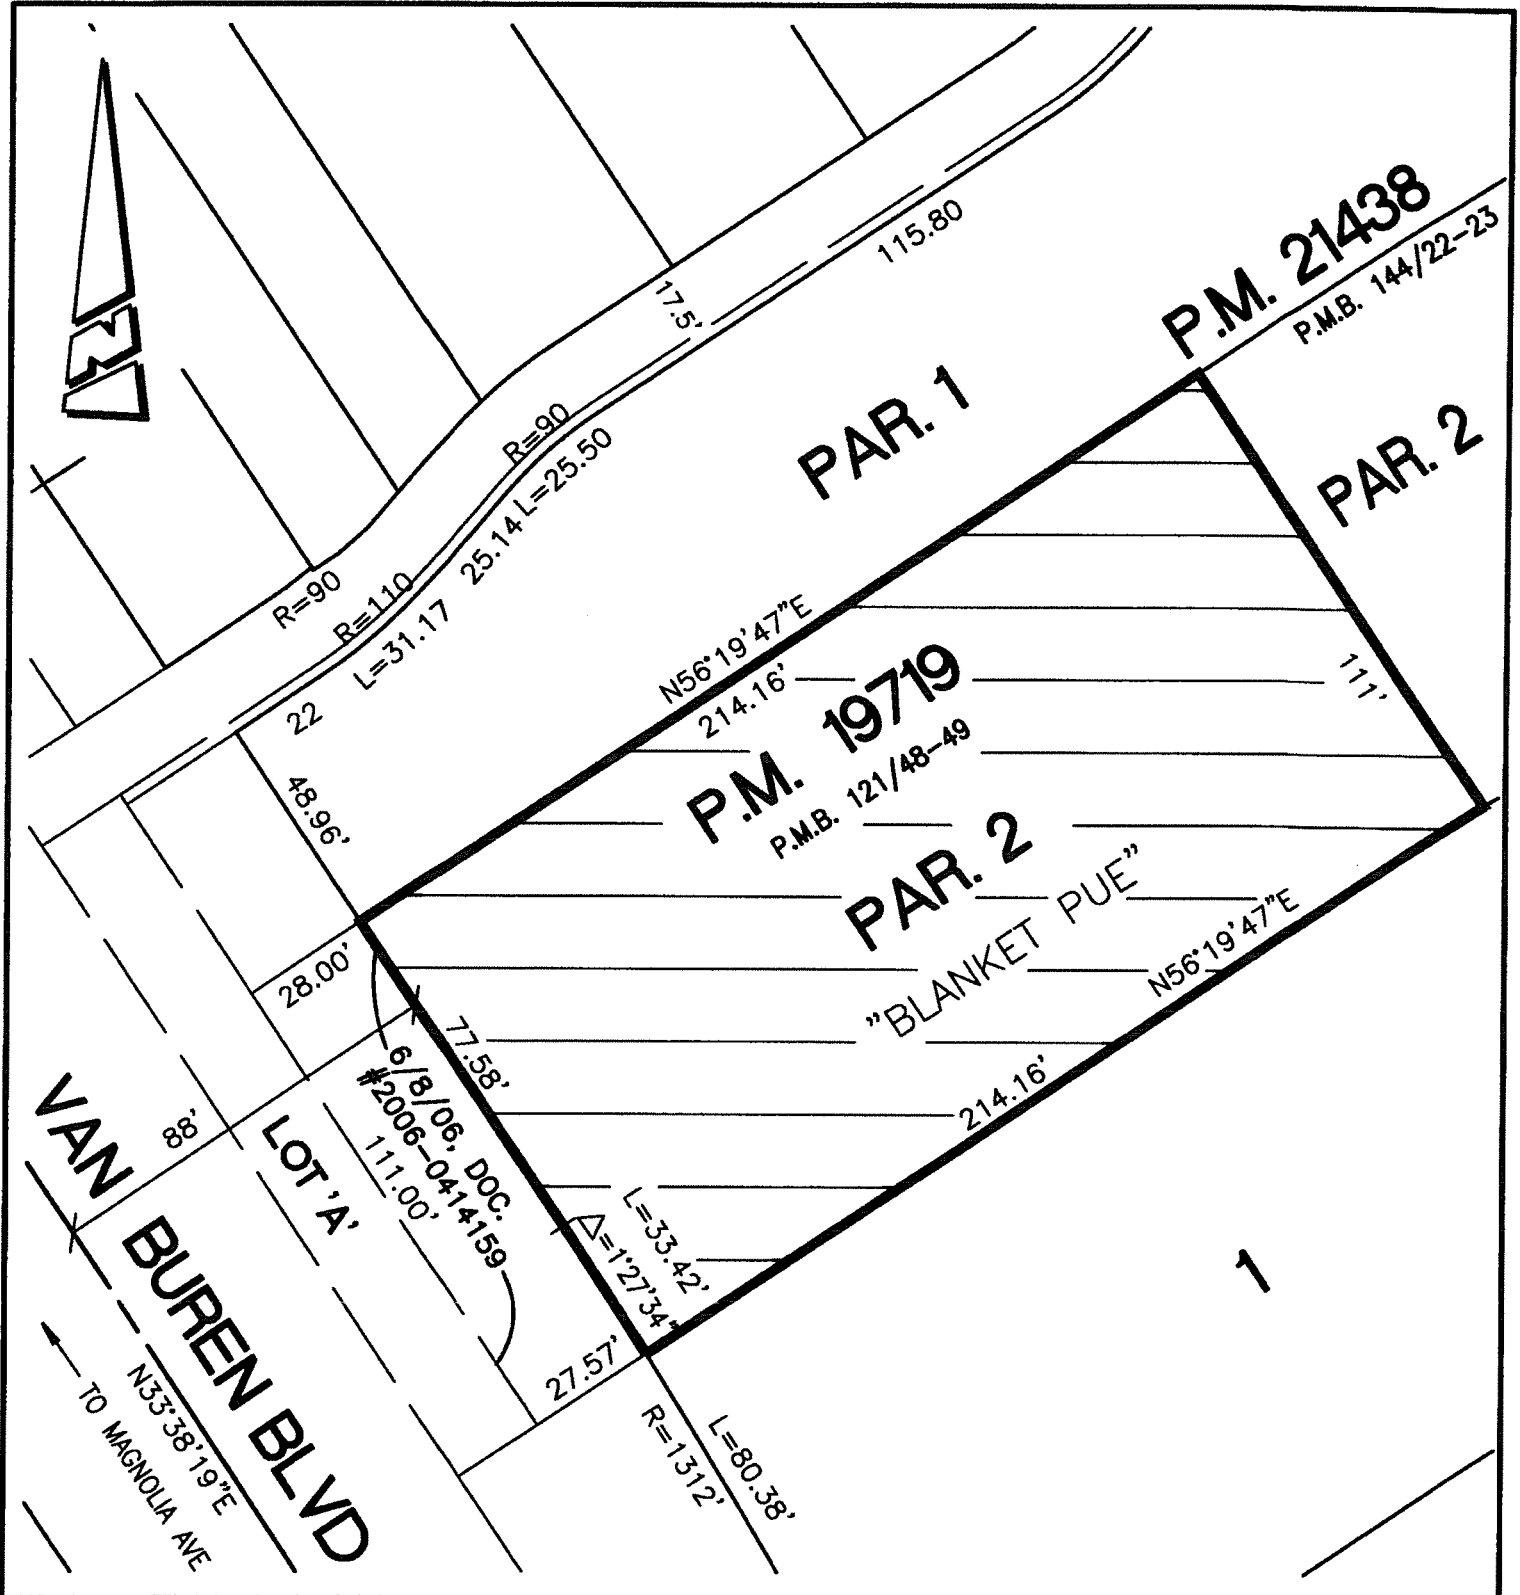 115.80
17.5'
P.M. 21438
P.M.B. 144/22-23
PAR. 1
PAR. 2
R=90
L=25.50
25.14
R=90
R=110
L=31.17
22
48.96'
N56°19'47"E
214.16'
111'
P.M. 19719
P.M.B. 121/48-49
PAR. 2
"BLANKET PUE"
N56°19'47"E
214.16'
28.00'
77.58'
6/8/06, DOC.
#2006-0414159
111.00'
88'
LOT 'A'
L=33.42'
△=1°27'34"
27.57'
VAN BUREN BLVD
N33°38'19"E
TO MAGNOLIA AVE
R=1312'
L=80.38'
1
N